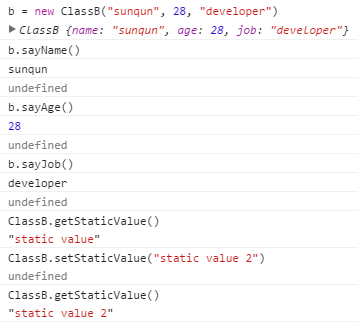 b = new ClassB("sunqun", 28, "developer")
ClassB {name: "sunqun", age: 28, job: "developer"}
b.sayName()
sunqun
undefined
b.sayAge()
28
undefined
b.sayJob()
developer
undefined
ClassB.getStaticValue()
"static value"
ClassB.setStaticValue("static value 2")
undefined
ClassB.getStaticValue()
"static value 2"